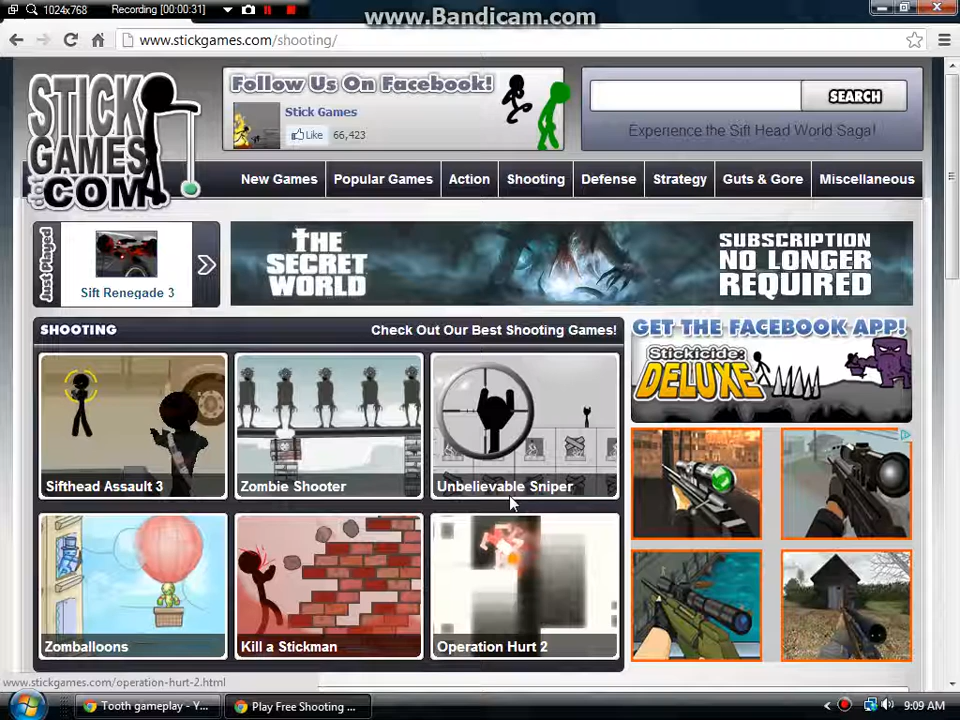 1024x768
Recording [00:00:31]
www.Bandicam.com
www.stickgames.com/shooting/
STICK
GAMES
DOT
COM
Follow Us On Facebook!
Stick Games
Like 66,423
SEARCH
Experience the Sift Head World Saga!
New Games
Popular Games
Action
Shooting
Defense
Strategy
Guts & Gore
Miscellaneous
Just Played
Sift Renegade 3
THE
SECRET
WORLD
SUBSCRIPTION
NO LONGER
REQUIRED
SHOOTING
Check Out Our Best Shooting Games!
GET THE FACEBOOK APP!
Stickicide:
DELUXE
Sifthead Assault 3
Zombie Shooter
Unbelievable Sniper
Zomballoons
Kill a Stickman
Operation Hurt 2
www.stickgames.com/operation-hurt-2.html
Tooth gameplay - Y...
Play Free Shooting ...
9:09 AM